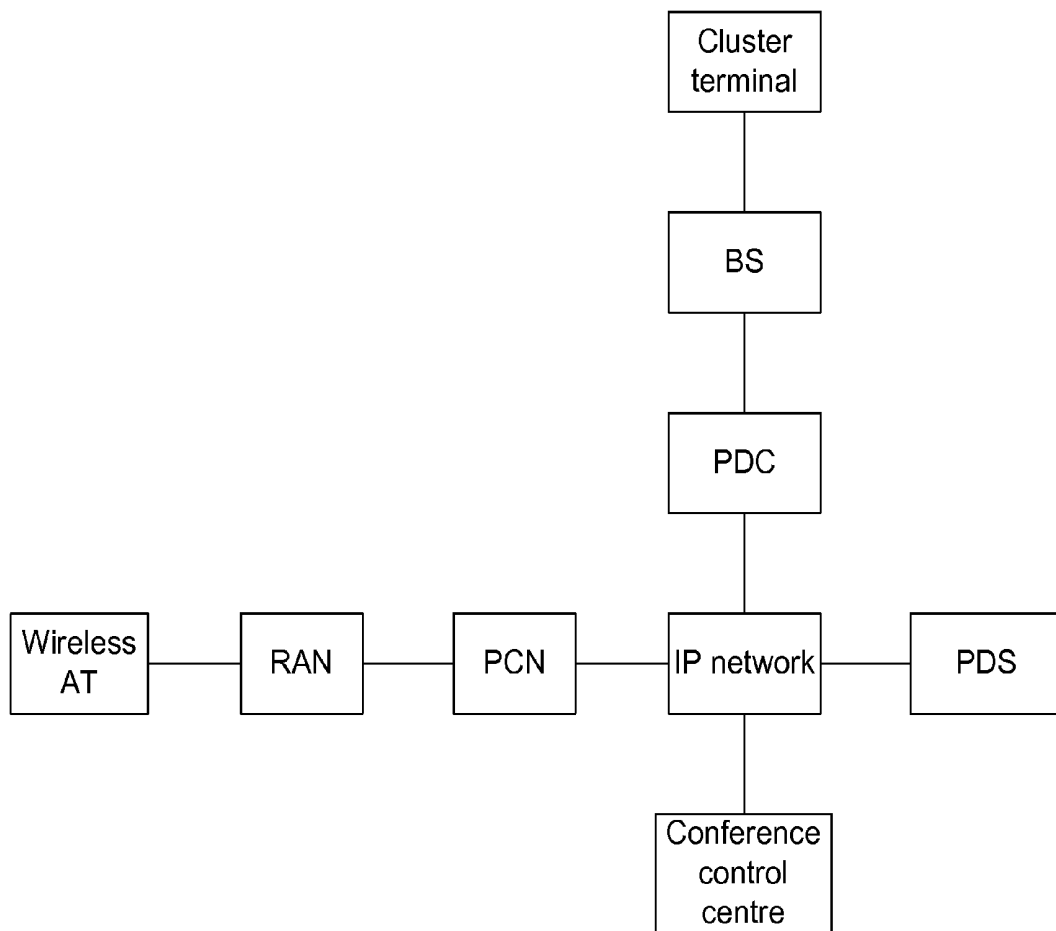 Cluster
terminal
BS
PDC
Wireless
AT
RAN
PCN
IP network
PDS
Conference
control
centre